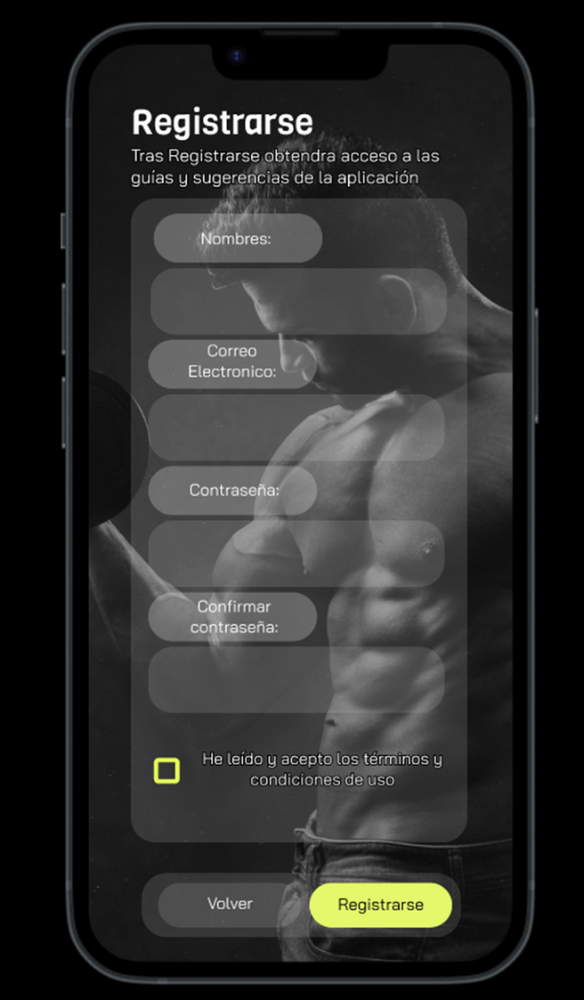 Registrarse
Tras Registrarse obtendra acceso a las
guías y sugerencias de la aplicación
Nombres:
Correo
Electronico:
Contraseña:
Confirmar
contraseña:
He leído y acepto los términos y
condiciones de uso
Volver
Registrarse